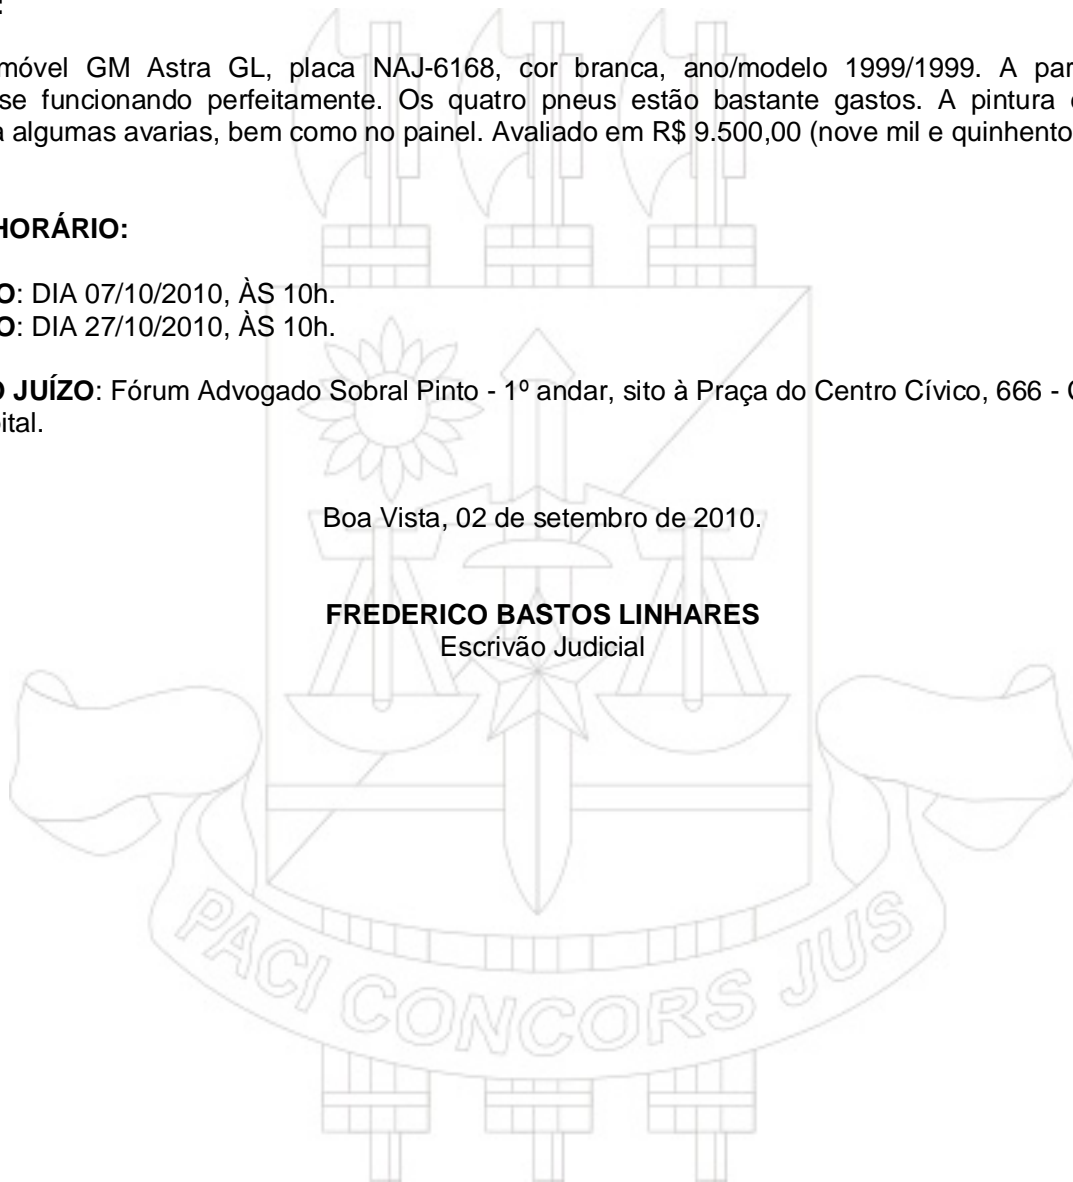 :
móvel GM Astra GL, placa NAJ-6168, cor branca, ano/modelo 1999/1999. A par
se funcionando perfeitamente. Os quatro pneus estão bastante gastos. A pintura
a algumas avarias, bem como no painel. Avaliado em R$ 9.500,00 (nove mil e quinhento
HORÁRIO:
O: DIA 07/10/2010, ÀS 10h.
O: DIA 27/10/2010, ÀS 10h.
O JUÍZO: Fórum Advogado Sobral Pinto - 1º andar, sito à Praça do Centro Cívico, 666 - C
ital.
Boa Vista, 02 de setembro de 2010.
FREDERICO BASTOS LINHARES
Escrivão Judicial
PACI CONCORS JUS